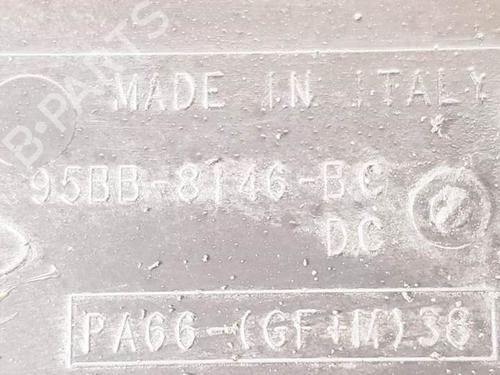 B-PARTS
MADE IN ITALY
95BB-8146-BC
DC
PA66-(GF+M)38